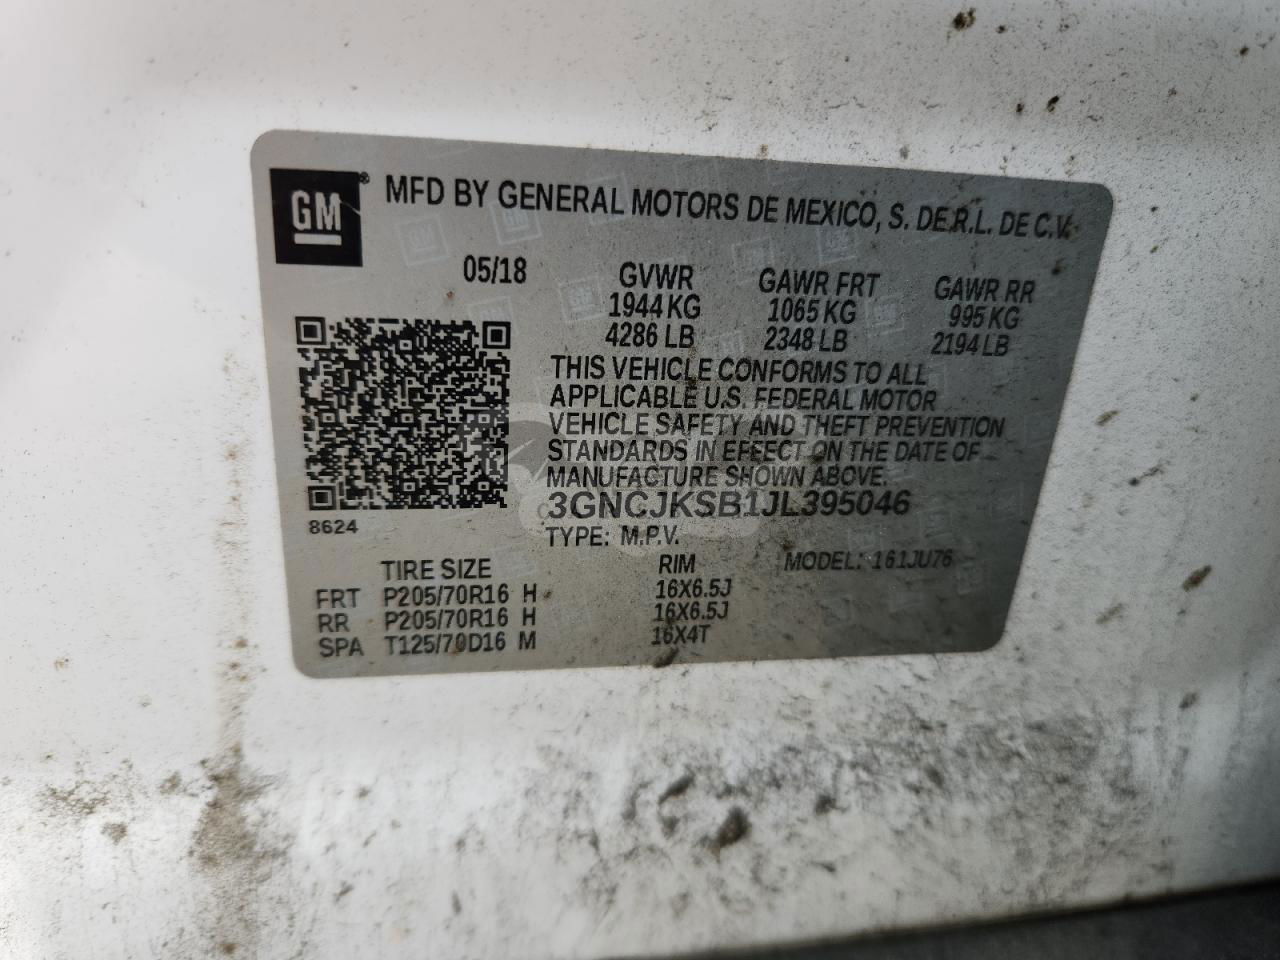 GM®
MFD BY GENERAL MOTORS DE MEXICO, S. DE R.L. DE C.V.
05/18
GVWR GAWR FRT GAWR RR
1944 KG 1065 KG 995 KG
4286 LB 2348 LB 2194 LB
THIS VEHICLE CONFORMS TO ALL
APPLICABLE U.S. FEDERAL MOTOR
VEHICLE SAFETY AND THEFT PREVENTION
STANDARDS IN EFFECT ON THE DATE OF
MANUFACTURE SHOWN ABOVE.
3GNCJKSB1JL395046
8624
TYPE: M.P.V.
TIRE SIZE RIM MODEL: 161JU76
FRT P205/70R16 H 16X6.5J
RR P205/70R16 H 16X6.5J
SPA T125/70D16 M 16X4T